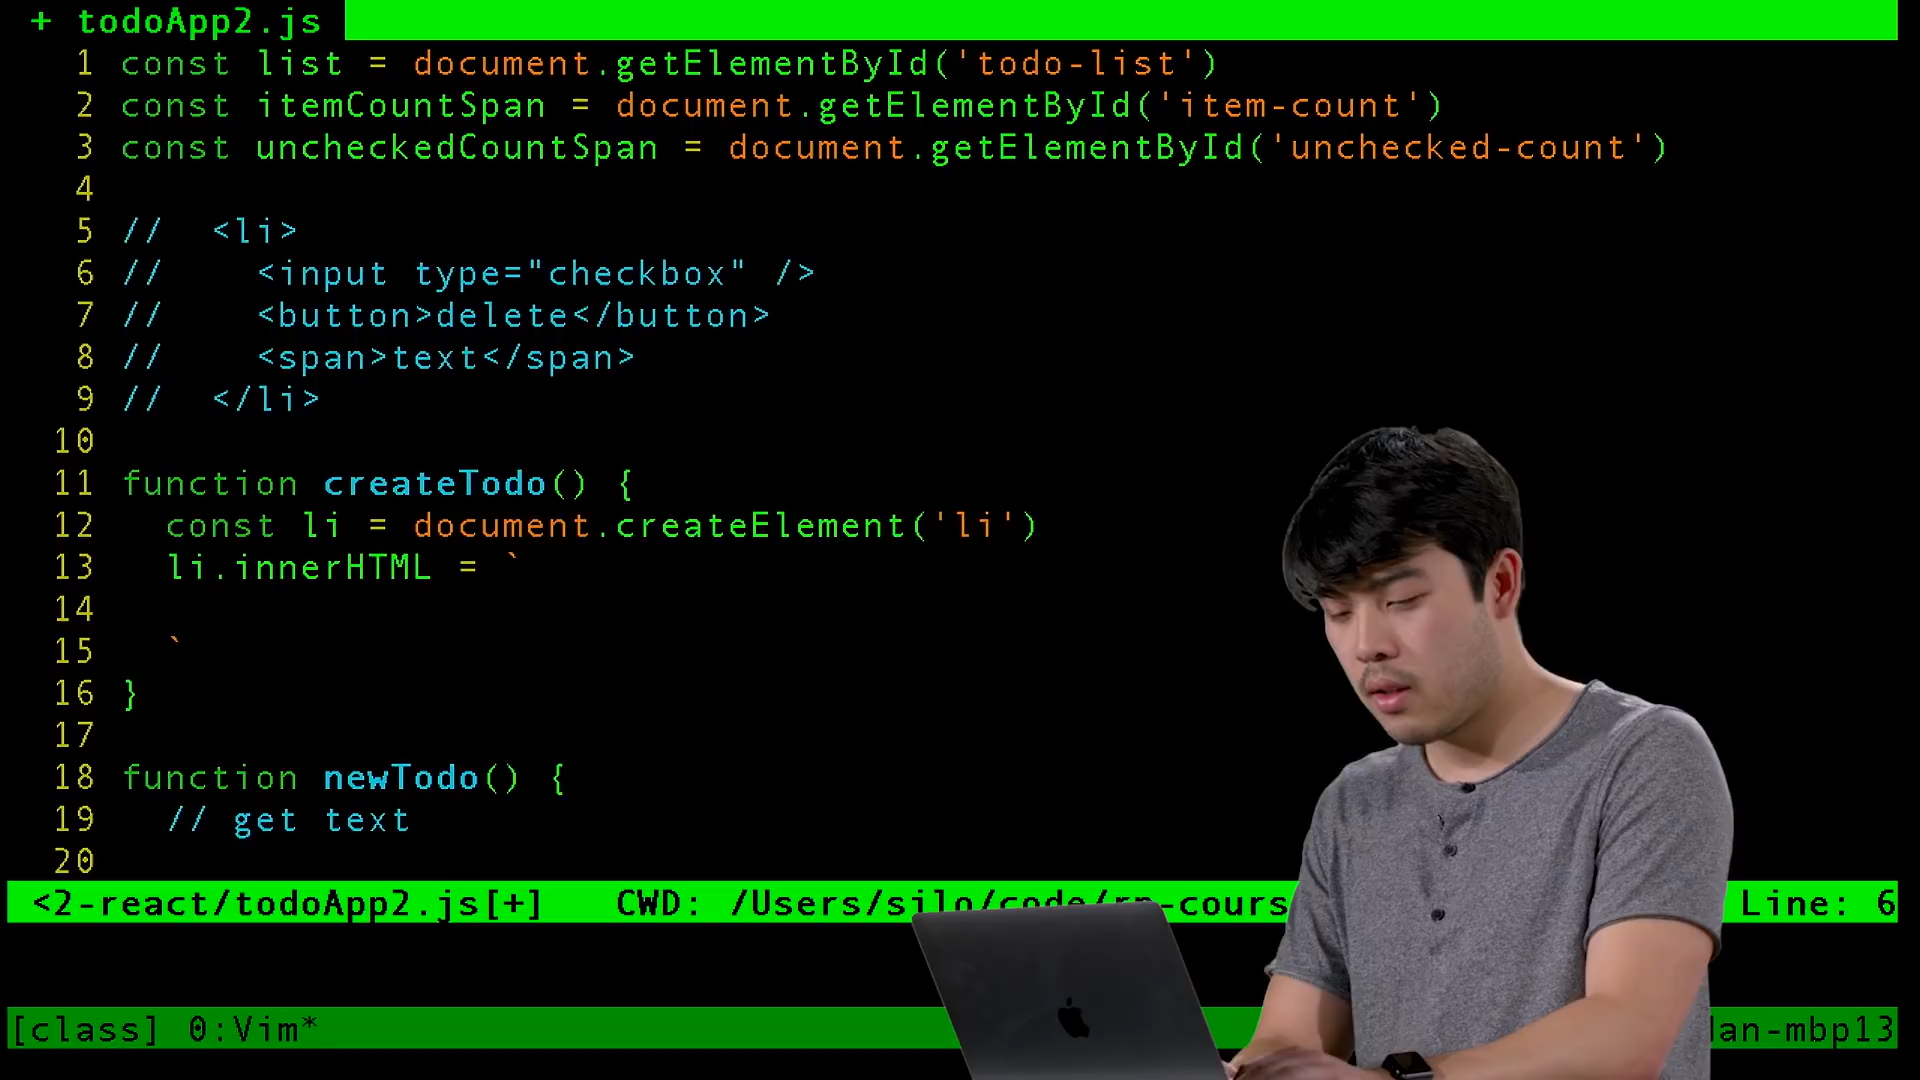 + todoApp2.js
1 const list = document.getElementById('todo-list')
2 const itemCountSpan = document.getElementById('item-count')
3 const uncheckedCountSpan = document.getElementById('unchecked-count')
4
5 //  <li>
6 //    <input type="checkbox" />
7 //    <button>delete</button>
8 //    <span>text</span>
9 //  </li>
10
11 function createTodo() {
12   const li = document.createElement('li')
13   li.innerHTML = `
14
15   `
16 }
17
18 function newTodo() {
19   // get text
20
<2-react/todoApp2.js[+]   CWD: /Users/silo/code/rn-cours Line: 6
[class] 0:Vim* lan-mbp13